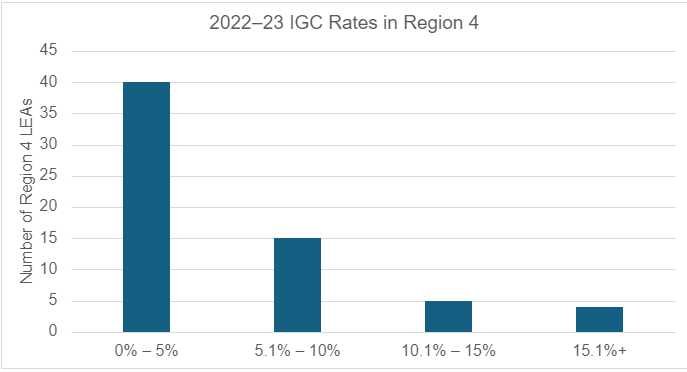 2022–23 IGC Rates in Region 4
Number of Region 4 LEAs
45
40
35
30
25
20
15
10
5
0
0% – 5%
5.1% – 10%
10.1% – 15%
15.1%+